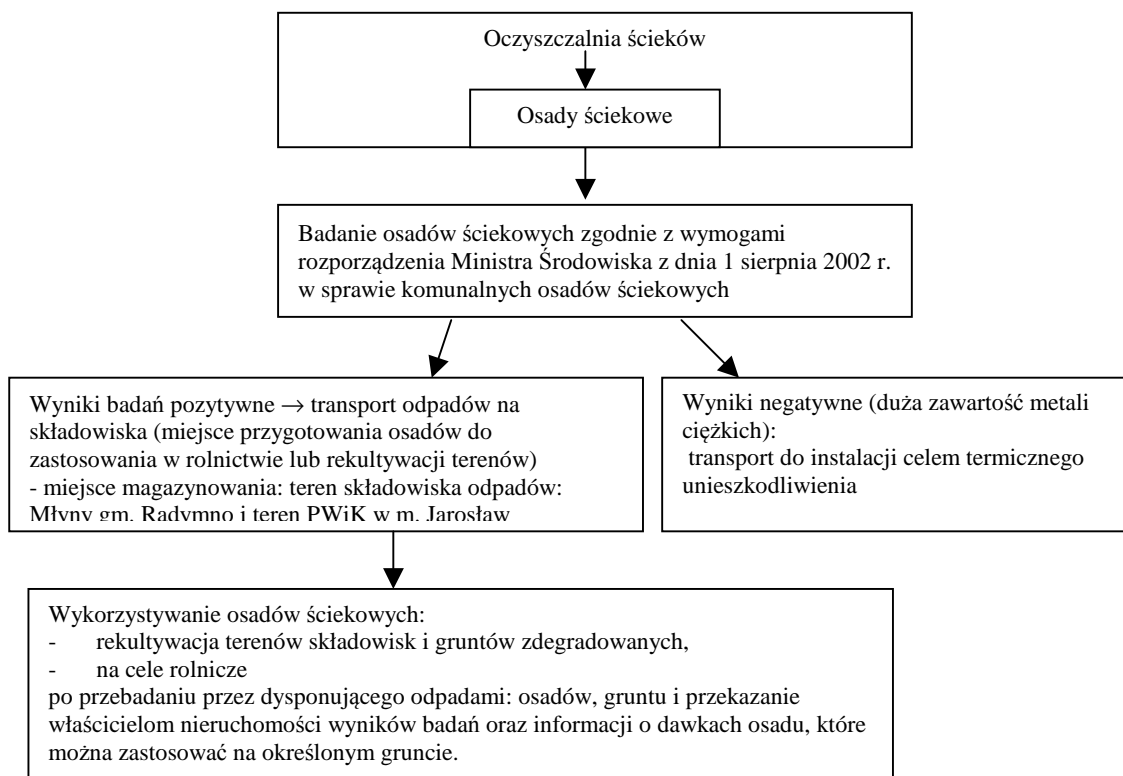 Oczyszczalnia ścieków
Osady ściekowe
Badanie osadów ściekowych zgodnie z wymogami
rozporządzenia Ministra Środowiska z dnia 1 sierpnia 2002 r.
w sprawie komunalnych osadów ściekowych
Wyniki badań pozytywne → transport odpadów na
składowiska (miejsce przygotowania osadów do
zastosowania w rolnictwie lub rekultywacji terenów)
- miejsce magazynowania: teren składowiska odpadów:
Młyny gm. Radymno i teren PWiK w m. Jarosław
Wyniki negatywne (duża zawartość metali
ciężkich):
transport do instalacji celem termicznego
unieszkodliwienia
Wykorzystywanie osadów ściekowych:
- rekultywacja terenów składowisk i gruntów zdegradowanych,
- na cele rolnicze
po przebadaniu przez dysponującego odpadami: osadów, gruntu i przekazanie
właścicielom nieruchomości wyników badań oraz informacji o dawkach osadu, które
można zastosować na określonym gruncie.